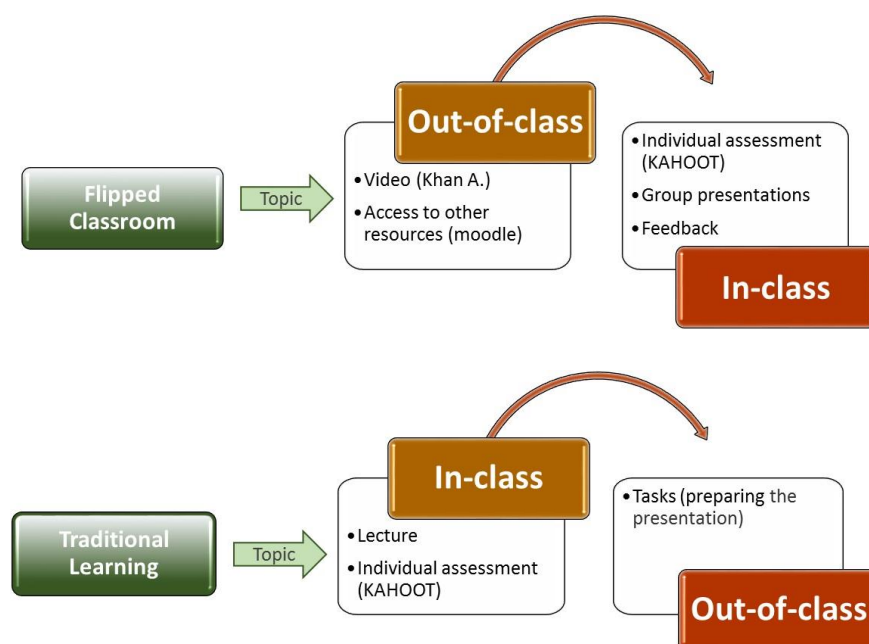 Out-of-class
• Video (Khan A.)
• Access to other
resources (moodle)
• Individual assessment
(KAHOOT)
• Group presentations
• Feedback
In-class
Flipped
Classroom
Topic
In-class
• Lecture
• Individual assessment
(KAHOOT)
• Tasks (preparing the
presentation)
Out-of-class
Traditional
Learning
Topic